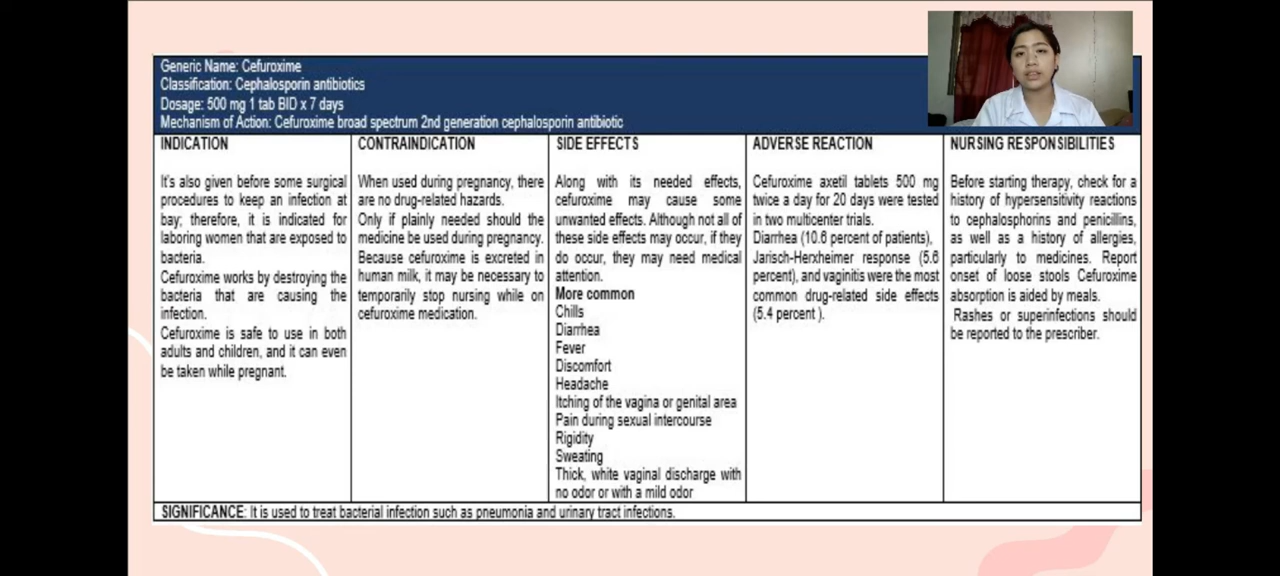 Generic Name: Cefuroxime
Classification: Cephalosporin antibiotics
Dosage: 500 mg 1 tab BID x 7 days
Mechanism of Action: Cefuroxime broad spectrum 2nd generation cephalosporin antibiotic
INDICATION
It's also given before some surgical
procedures to keep an infection at
bay; therefore, it is indicated for
laboring women that are exposed to
bacteria.
Cefuroxime works by destroying the
bacteria that are causing the
infection.
Cefuroxime is safe to use in both
adults and children, and it can even
be taken while pregnant.
CONTRAINDICATION
When used during pregnancy, there
are no drug-related hazards.
Only if plainly needed should the
medicine be used during pregnancy.
Because cefuroxime is excreted in
human milk, it may be necessary to
temporarily stop nursing while on
cefuroxime medication.
SIDE EFFECTS
Along with its needed effects,
cefuroxime may cause some
unwanted effects. Although not all of
these side effects may occur, if they
do occur, they may need medical
attention.
More common
Chills
Diarrhea
Fever
Discomfort
Headache
Itching of the vagina or genital area
Pain during sexual intercourse
Rigidity
Sweating
Thick, white vaginal discharge with
no odor or with a mild odor
ADVERSE REACTION
Cefuroxime axetil tablets 500 mg
twice a day for 20 days were tested
in two multicenter trials.
Diarrhea (10.6 percent of patients),
Jarisch-Herxheimer response (5.6
percent), and vaginitis were the most
common drug-related side effects
(5.4 percent ).
NURSING RESPONSIBILITIES
Before starting therapy, check for a
history of hypersensitivity reactions
to cephalosphorins and penicillins,
as well as a history of allergies,
particularly to medicines. Report
onset of loose stools Cefuroxime
absorption is aided by meals.
Rashes or superinfections should
be reported to the prescriber.
SIGNIFICANCE: It is used to treat bacterial infection such as pneumonia and urinary tract infections.